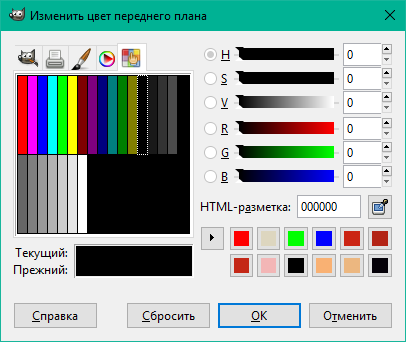 Изменить цвет переднего плана
H 0
S 0
V 0
R 0
G 0
B 0
HTML-разметка: 000000
Текущий:
Прежний:
Справка Сбросить OK Отменить